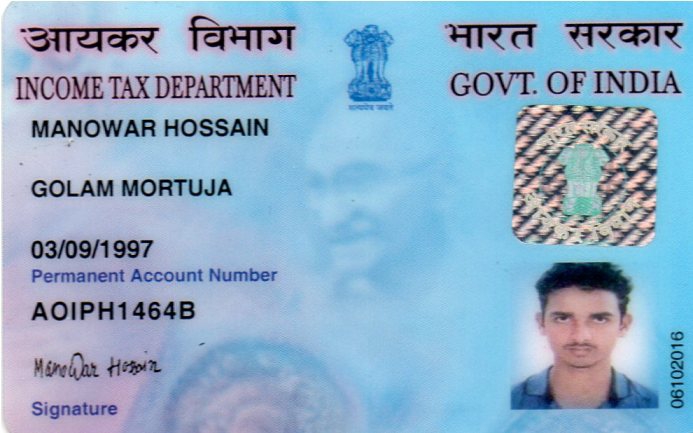 आयकर विभाग
भारत सरकार
INCOME TAX DEPARTMENT
GOVT. OF INDIA
सत्यमेव जयते
MANOWAR HOSSAIN
GOLAM MORTUJA
03/09/1997
Permanent Account Number
AOIPH1464B
Manowar Hossain
Signature
06102016